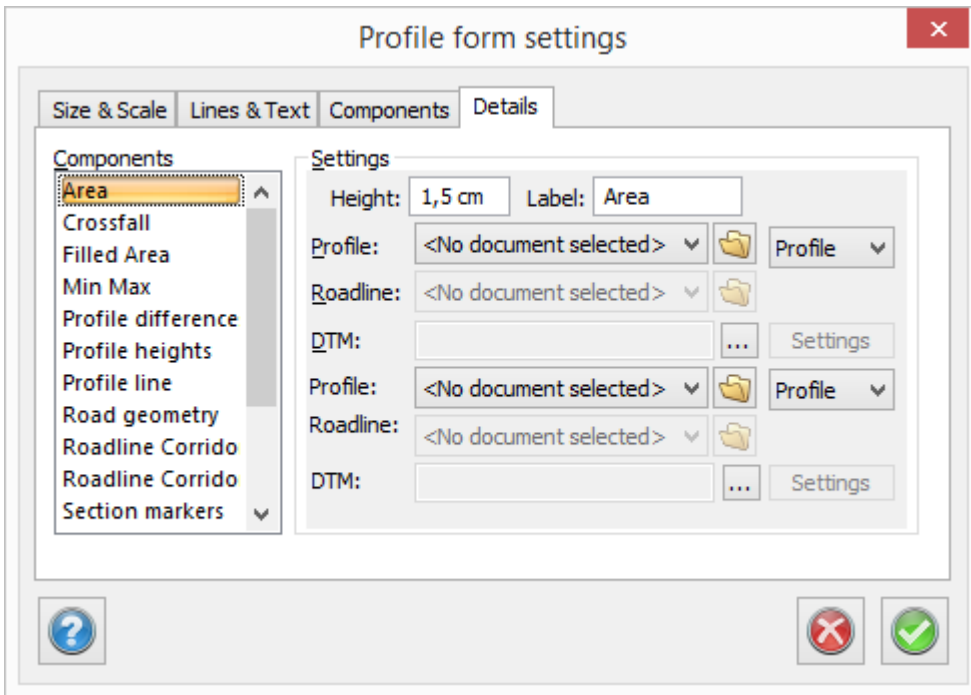 Profile form settings
Size & Scale Lines & Text Components Details
Components
Area
Crossfall
Filled Area
Min Max
Profile difference
Profile heights
Profile line
Road geometry
Roadline Corrido
Roadline Corrido
Section markers
Settings
Height: 1,5 cm Label: Area
Profile: <No document selected> Profile
Roadline: <No document selected>
DTM: ... Settings
Profile: <No document selected> Profile
Roadline: <No document selected>
DTM: ... Settings